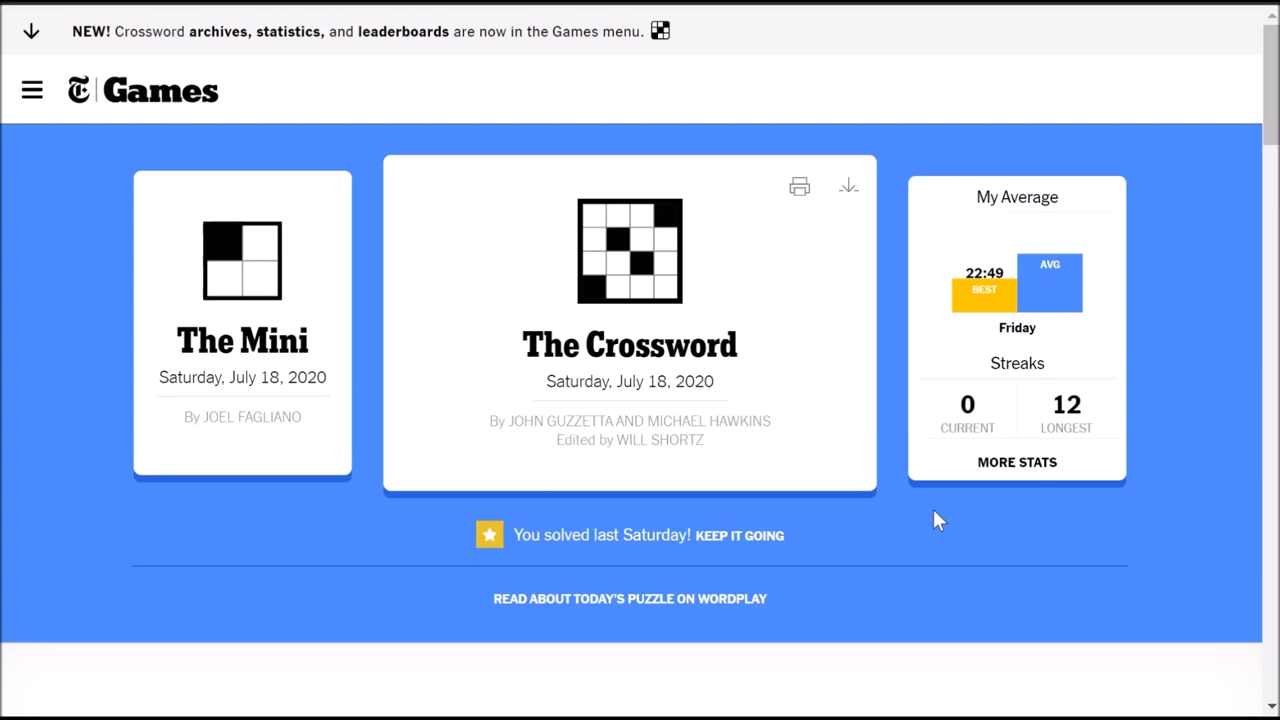 NEW! Crossword archives, statistics, and leaderboards are now in the Games menu.
T Games
The Mini
Saturday, July 18, 2020
By JOEL FAGLIANO
The Crossword
Saturday, July 18, 2020
By JOHN GUZZETTA AND MICHAEL HAWKINS
Edited by WILL SHORTZ
My Average
22:49
BEST
AVG
Friday
Streaks
0
CURRENT
12
LONGEST
MORE STATS
You solved last Saturday! KEEP IT GOING
READ ABOUT TODAY'S PUZZLE ON WORDPLAY